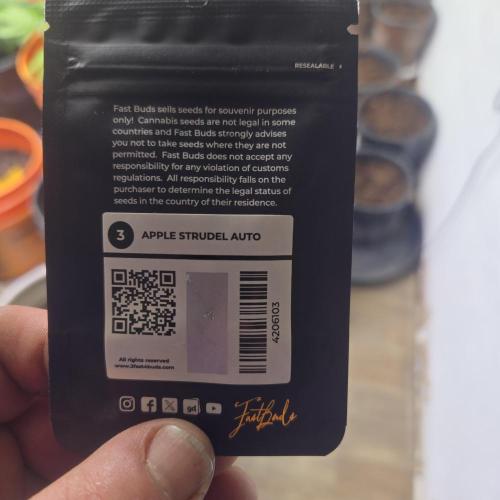 RESEALABLE
Fast Buds sells seeds for souvenir purposes
only! Cannabis seeds are not legal in some
countries and Fast Buds strongly advises
you not to take seeds where they are not
permitted. Fast Buds does not accept any
responsibility for any violation of customs
regulations. All responsibility falls on the
purchaser to determine the legal status of
seeds in the country of their residence.
3 APPLE STRUDEL AUTO
4206103
All rights reserved
www.2fast4buds.com
gd
FastBuds